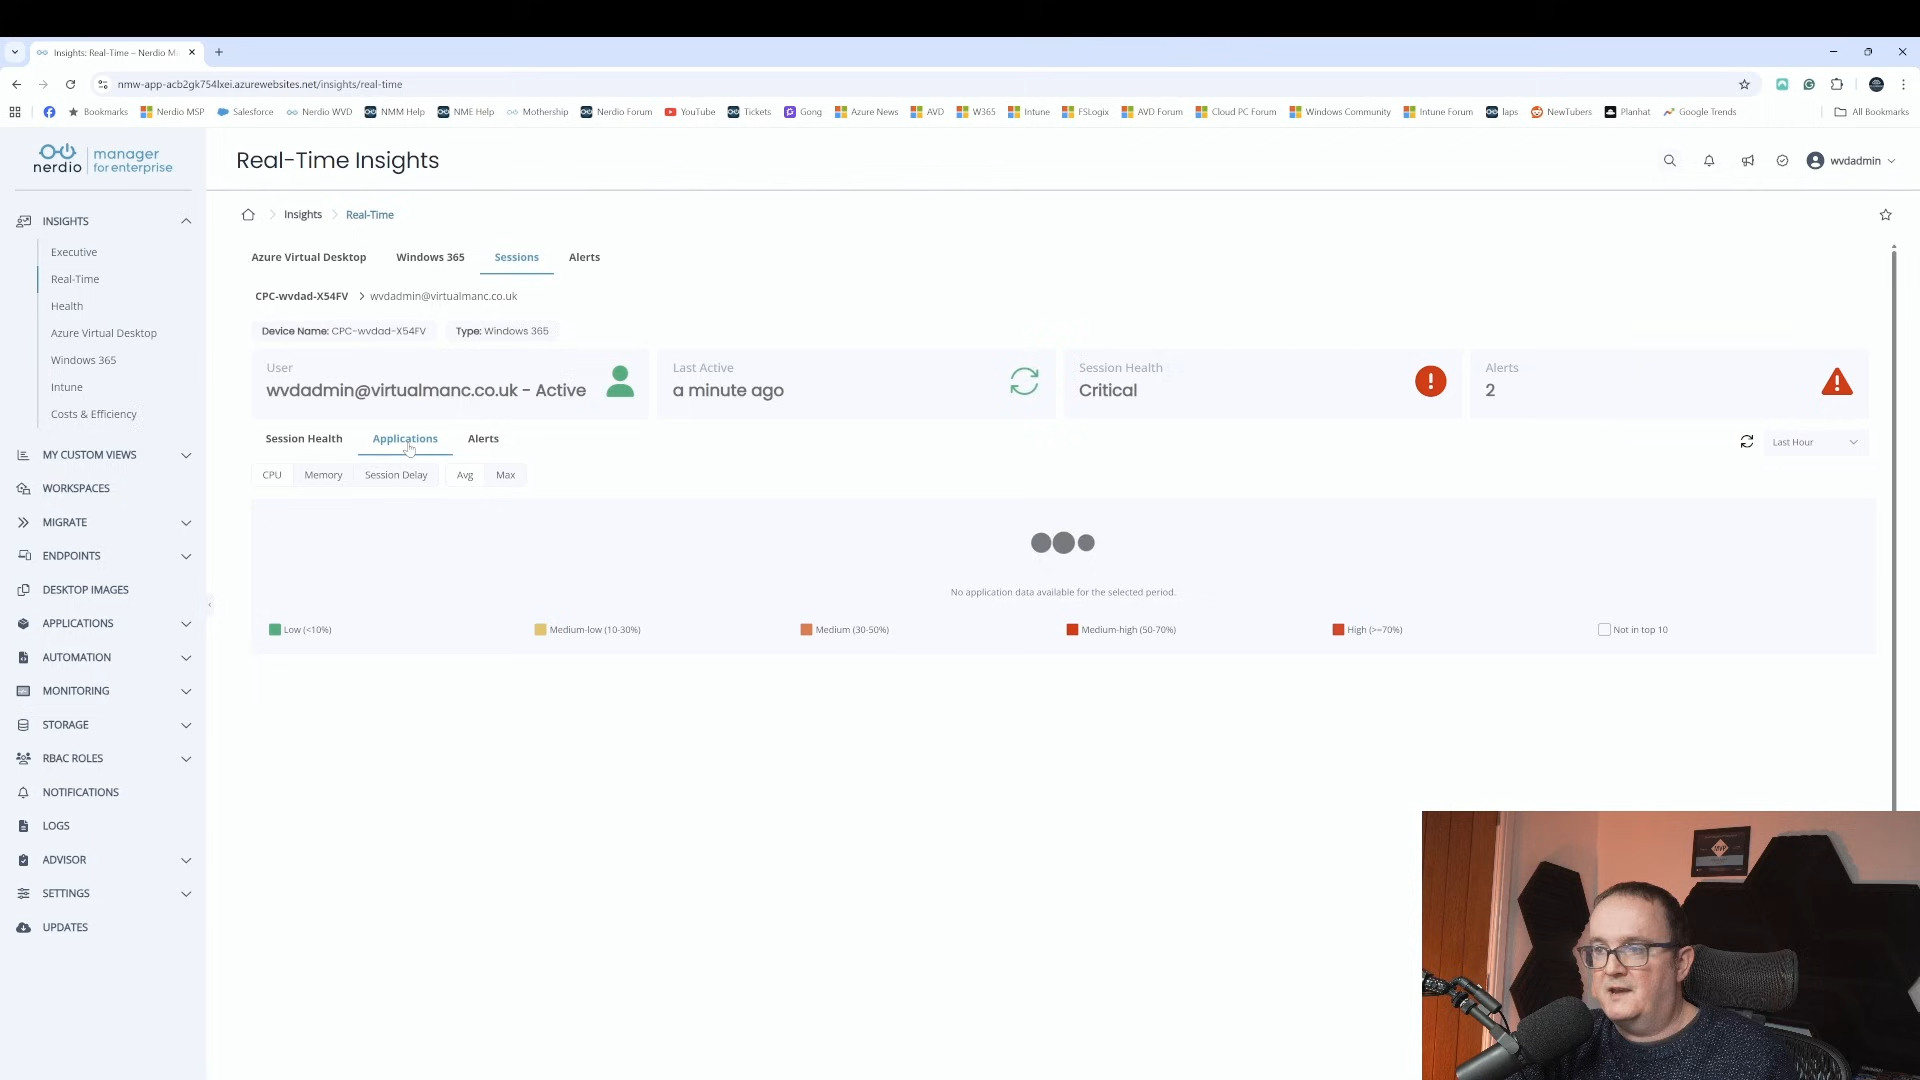 Insights: Real-Time – Nerdio M
nmw-app-acb2gk754lxei.azurewebsites.net/insights/real-time
Bookmarks
Nerdio MSP
Salesforce
Nerdio WVD
NMM Help
NME Help
Mothership
Nerdio Forum
YouTube
Tickets
Gong
Azure News
AVD
W365
Intune
FSLogix
AVD Forum
Cloud PC Forum
Windows Community
Intune Forum
laps
NewTubers
Planhat
Google Trends
All Bookmarks
nerdio
manager
for enterprise
Real-Time Insights
wvdadmin
INSIGHTS
Executive
Real-Time
Health
Azure Virtual Desktop
Windows 365
Intune
Costs & Efficiency
MY CUSTOM VIEWS
WORKSPACES
MIGRATE
ENDPOINTS
DESKTOP IMAGES
APPLICATIONS
AUTOMATION
MONITORING
STORAGE
RBAC ROLES
NOTIFICATIONS
LOGS
ADVISOR
SETTINGS
UPDATES
Insights
Real-Time
Azure Virtual Desktop
Windows 365
Sessions
Alerts
CPC-wvdad-X54FV > wvdadmin@virtualmanc.co.uk
Device Name: CPC-wvdad-X54FV
Type: Windows 365
User
wvdadmin@virtualmanc.co.uk - Active
Last Active
a minute ago
Session Health
Critical
Alerts
2
Session Health
Applications
Alerts
Last Hour
CPU
Memory
Session Delay
Avg
Max
No application data available for the selected period.
Low (<10%)
Medium-low (10-30%)
Medium (30-50%)
Medium-high (50-70%)
High (>=70%)
Not in top 10
MVP